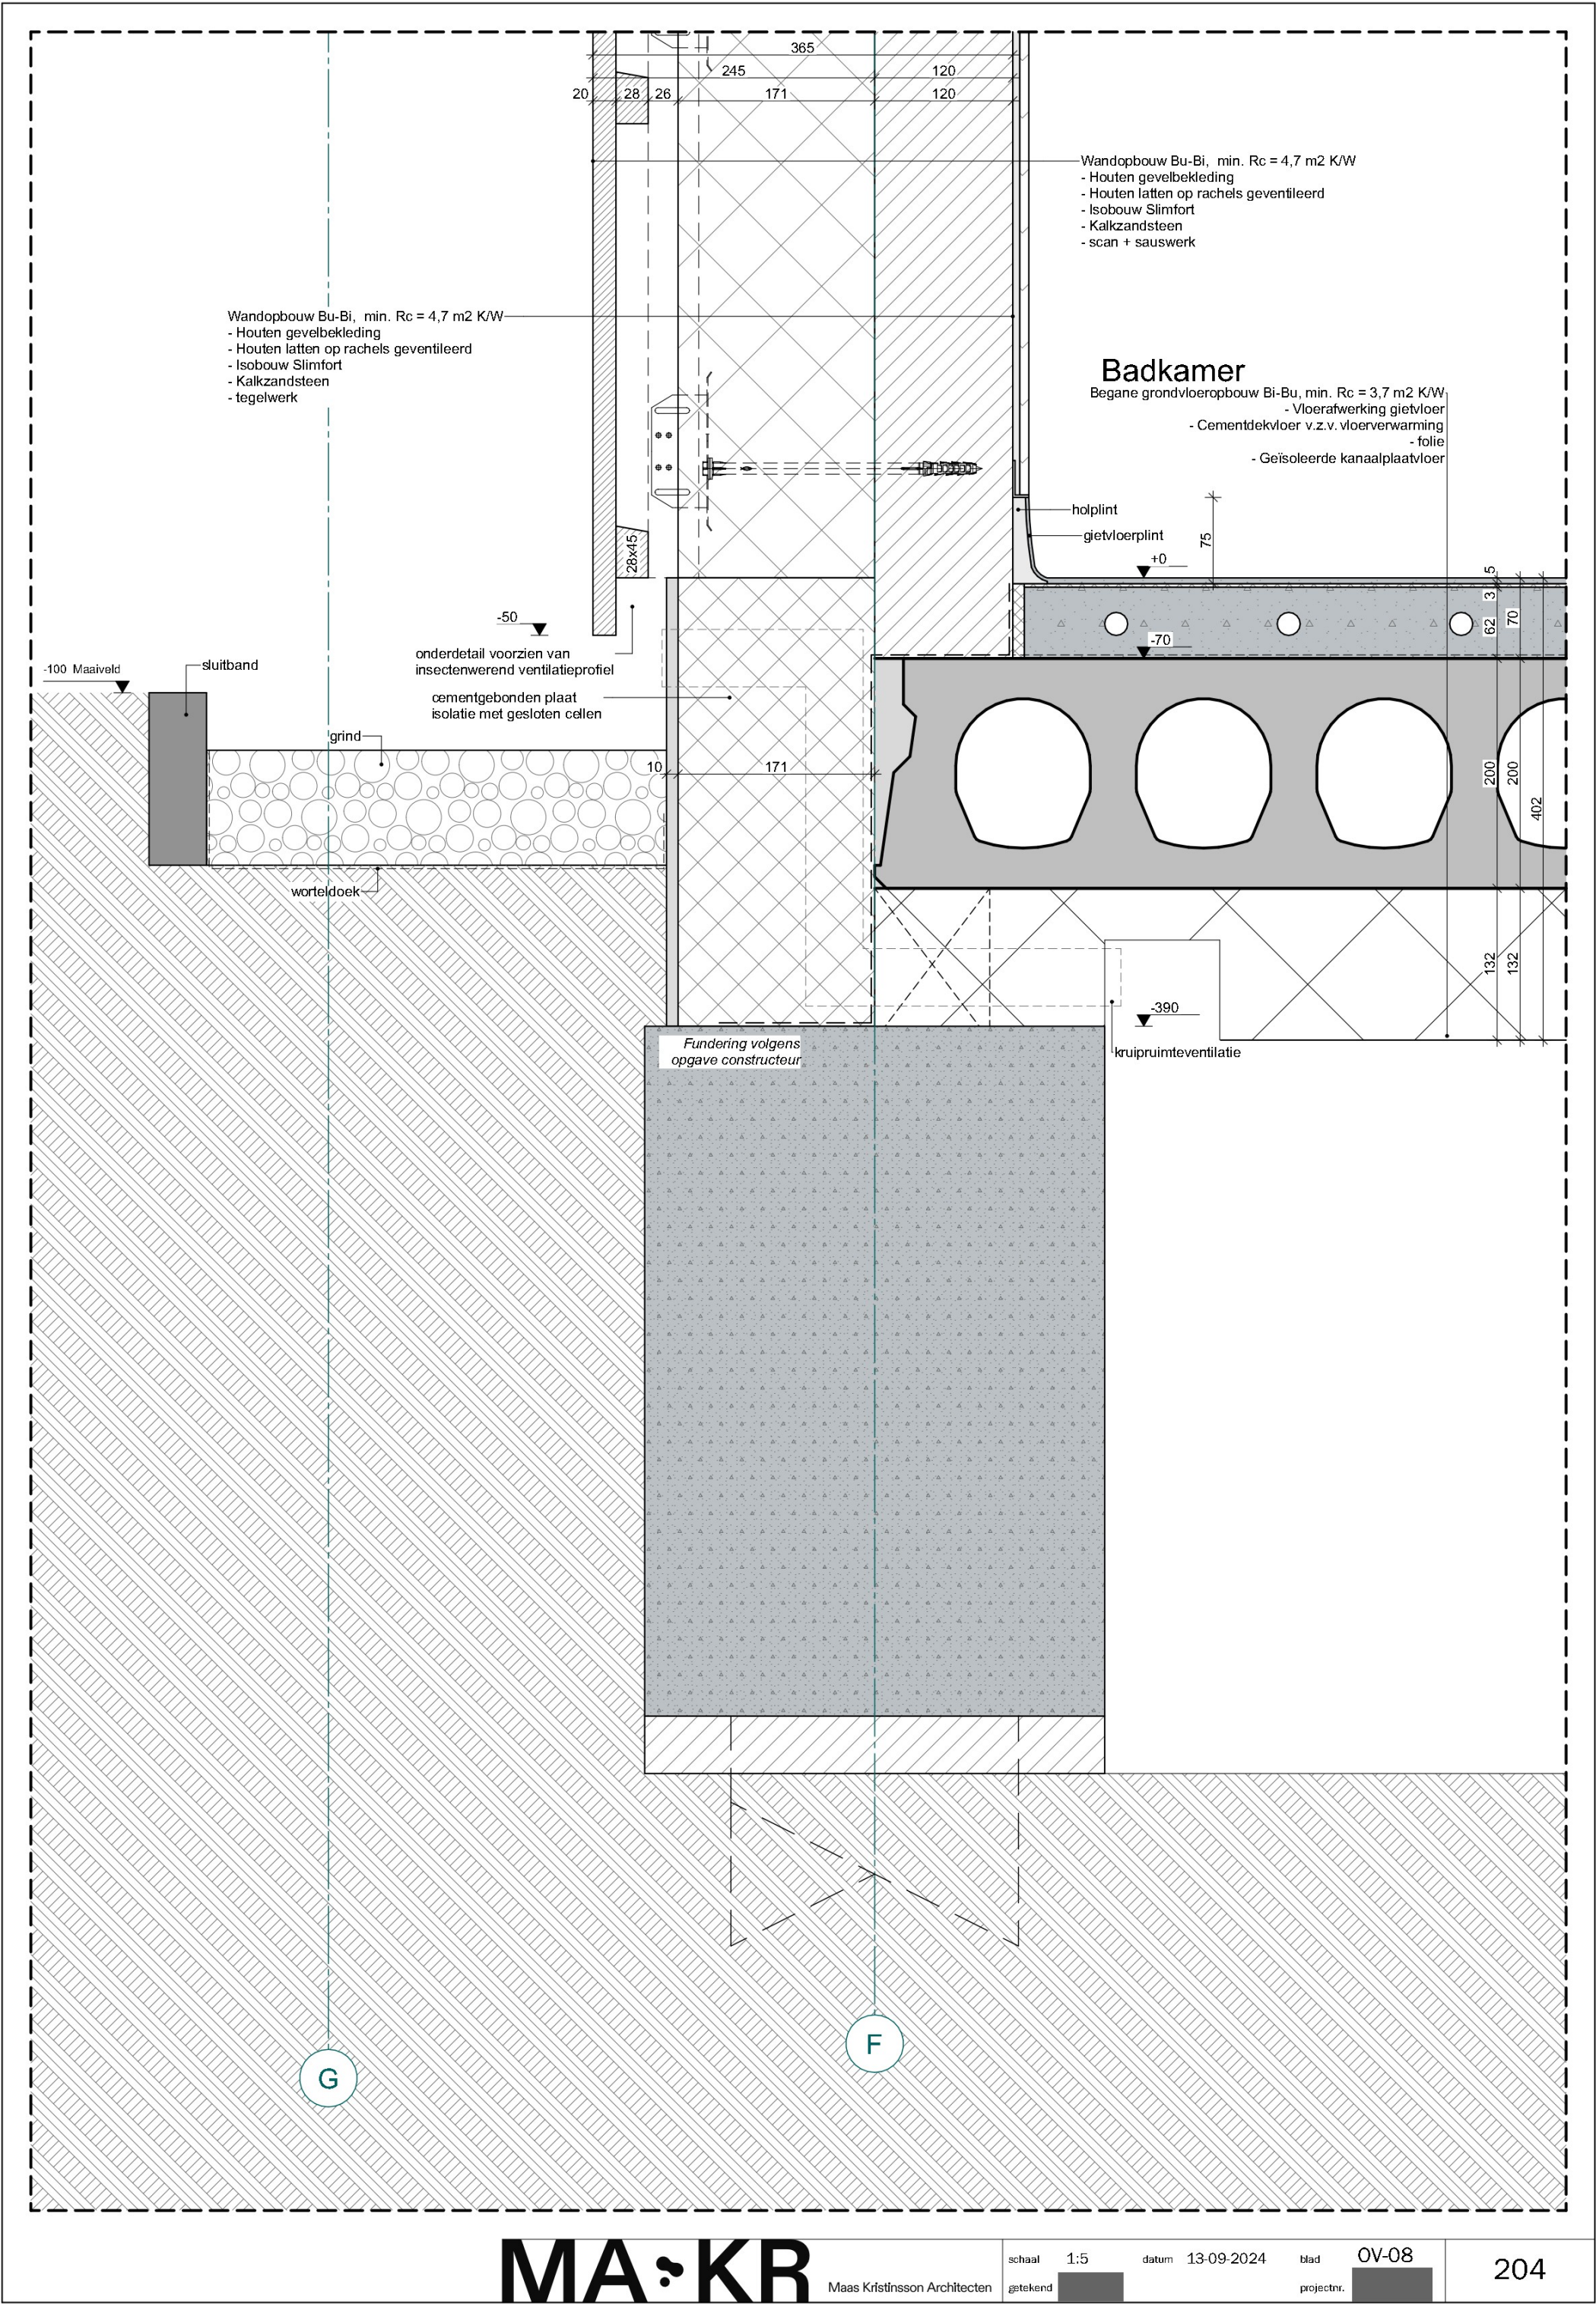 365
245
120
20
28
26
171
120
Wandopbouw Bu-Bi, min. Rc = 4,7 m2 K/W
- Houten gevelbekleding
- Houten latten op rachels geventileerd
- Isobouw Slimfort
- Kalkzandsteen
- scan + sauswerk
Wandopbouw Bu-Bi, min. Rc = 4,7 m2 K/W
- Houten gevelbekleding
- Houten latten op rachels geventileerd
- Isobouw Slimfort
- Kalkzandsteen
- tegelwerk
Badkamer
Begane grondvloeropbouw Bi-Bu, min. Rc = 3,7 m2 K/W
- Vloerafwerking gietvloer
- Cementdekvloer v.z.v. vloerverwarming
- folie
- Geïsoleerde kanaalplaatvloer
holplint
gietvloerplint
75
28x45
+0
5
3
62
70
-50
-70
onderdetail voorzien van
insectenwerend ventilatieprofiel
-100 Maaiveld
sluitband
cementgebonden plaat
isolatie met gesloten cellen
grind
10
171
200
200
402
worteldoek
132
132
-390
Fundering volgens
opgave constructeur
kruipruimteventilatie
F
G
MA KR
Maas Kristinsson Architecten
schaal 1:5
datum 13-09-2024
blad OV-08
getekend
projectnr.
204